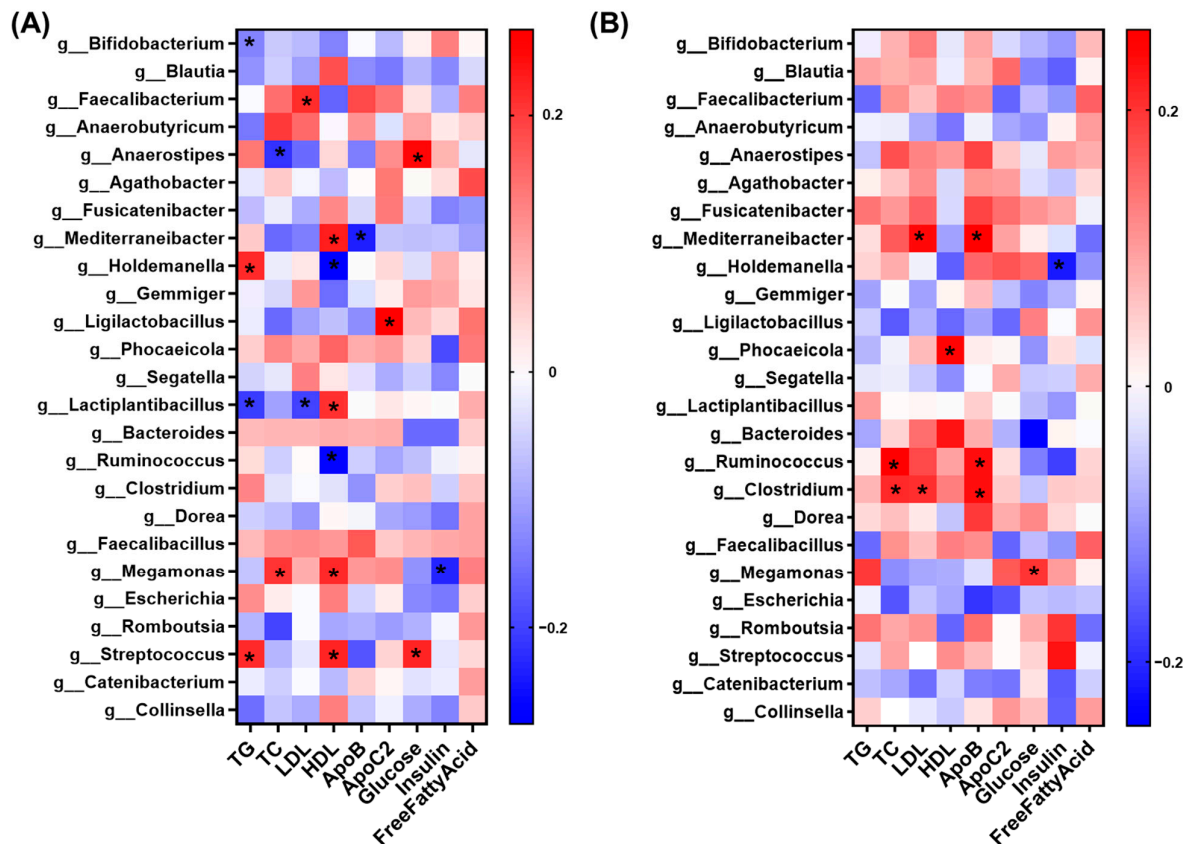 (A)
g__Bifidobacterium
g__Blautia
g__Faecalibacterium
g__Anaerobutyricum
g__Anaerostipes
g__Agathobacter
g__Fusicatenibacter
g__Mediterraneibacter
g__Holdemanella
g__Gemmiger
g__Ligilactobacillus
g__Phocaeicola
g__Segatella
g__Lactiplantibacillus
g__Bacteroides
g__Ruminococcus
g__Clostridium
g__Dorea
g__Faecalibacillus
g__Megamonas
g__Escherichia
g__Romboutsia
g__Streptococcus
g__Catenibacterium
g__Collinsella
TG
TC
LDL
HDL
ApoB
ApoC2
Glucose
Insulin
FreeFattyAcid
0.2
0
−0.2
(B)
g__Bifidobacterium
g__Blautia
g__Faecalibacterium
g__Anaerobutyricum
g__Anaerostipes
g__Agathobacter
g__Fusicatenibacter
g__Mediterraneibacter
g__Holdemanella
g__Gemmiger
g__Ligilactobacillus
g__Phocaeicola
g__Segatella
g__Lactiplantibacillus
g__Bacteroides
g__Ruminococcus
g__Clostridium
g__Dorea
g__Faecalibacillus
g__Megamonas
g__Escherichia
g__Romboutsia
g__Streptococcus
g__Catenibacterium
g__Collinsella
TG
TC
LDL
HDL
ApoB
ApoC2
Glucose
Insulin
FreeFattyAcid
0.2
0
−0.2